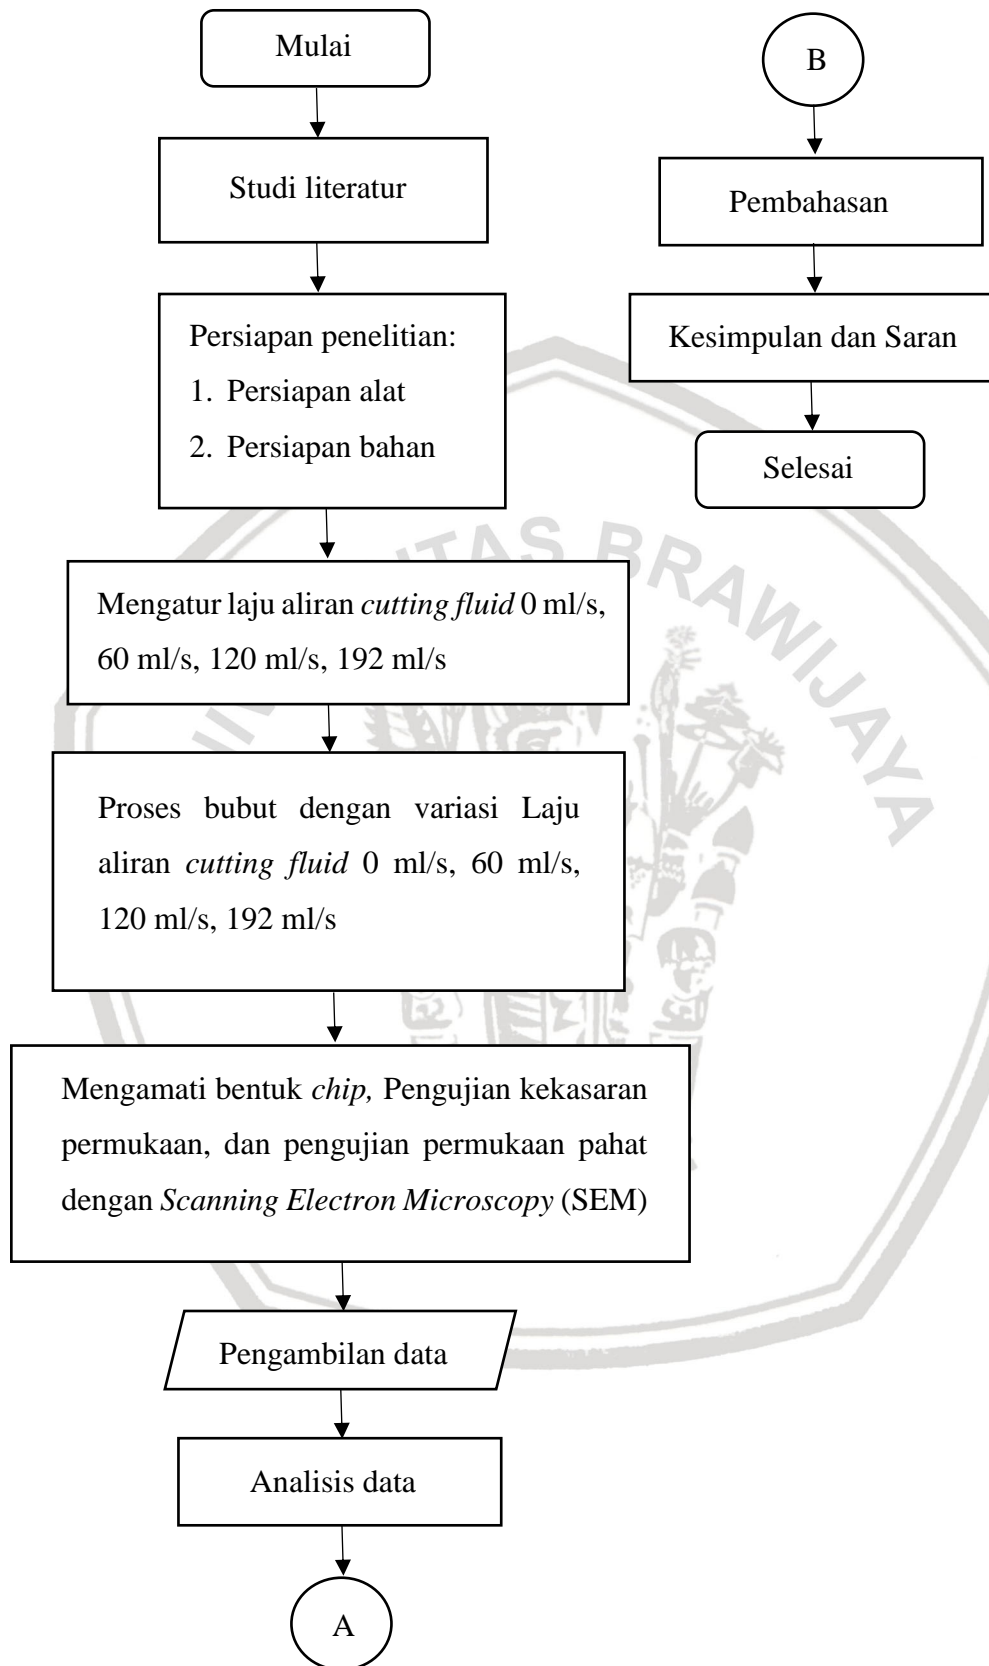 Mulai
Studi literatur
Persiapan penelitian:
1. Persiapan alat
2. Persiapan bahan
Mengatur laju aliran cutting fluid 0 ml/s,
60 ml/s, 120 ml/s, 192 ml/s
Proses bubut dengan variasi Laju
aliran cutting fluid 0 ml/s, 60 ml/s,
120 ml/s, 192 ml/s
Mengamati bentuk chip, Pengujian kekasaran
permukaan, dan pengujian permukaan pahat
dengan Scanning Electron Microscopy (SEM)
Pengambilan data
Analisis data
A
B
Pembahasan
Kesimpulan dan Saran
Selesai
BRAWIJAYA